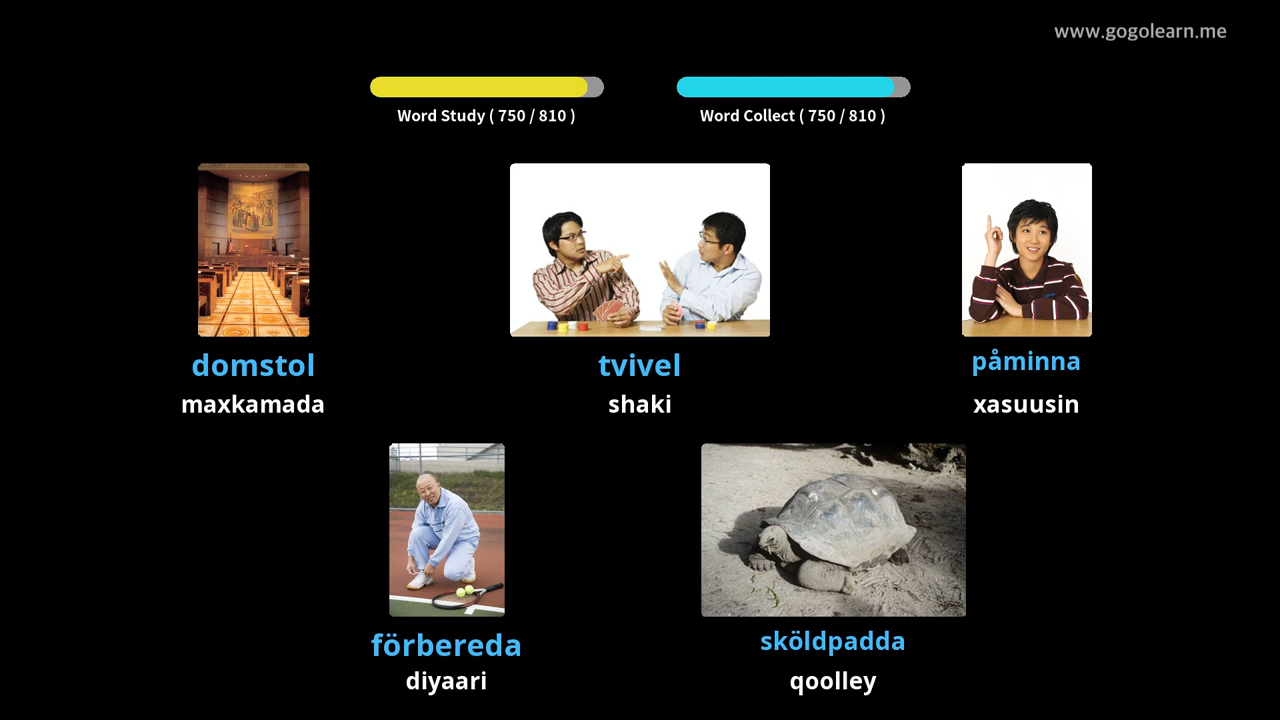 www.gogolearn.me
Word Study ( 750 / 810 )
Word Collect ( 750 / 810 )
domstol
maxkamada
tvivel
shaki
påminna
xasuusin
förbereda
diyaari
sköldpadda
qoolley